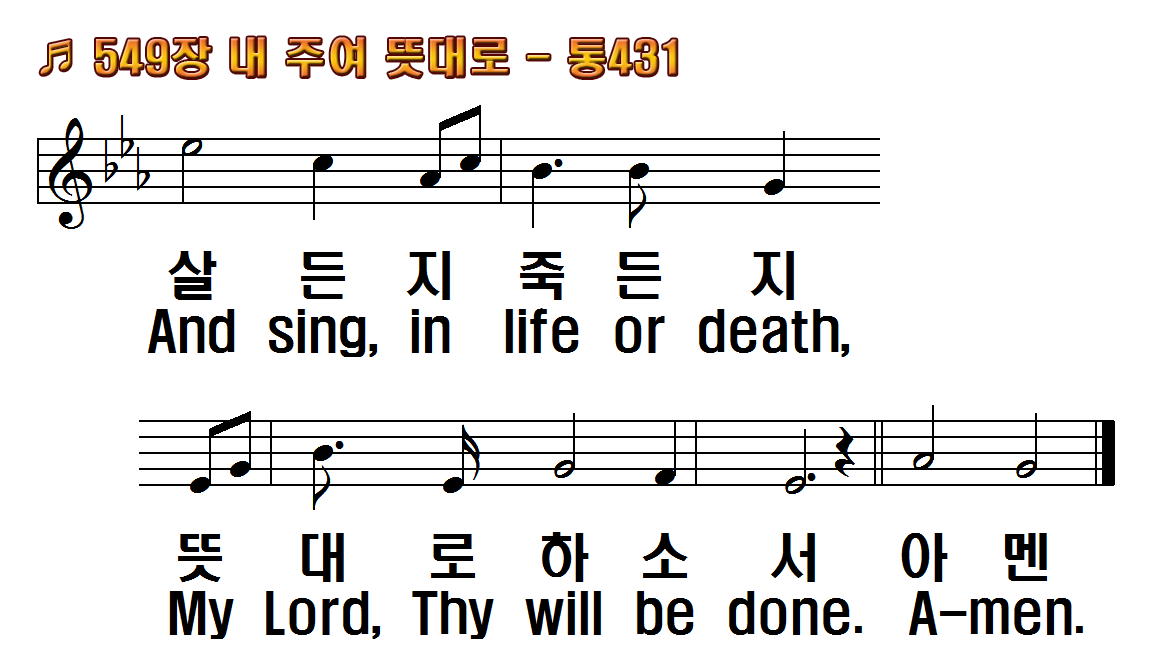 ♬ 549장 내 주여 뜻대로 - 통431
살 든 지 죽 든 지
And sing, in life or death,
뜻 대 로 하 소 서 아 멘
My Lord, Thy will be done. A-men.